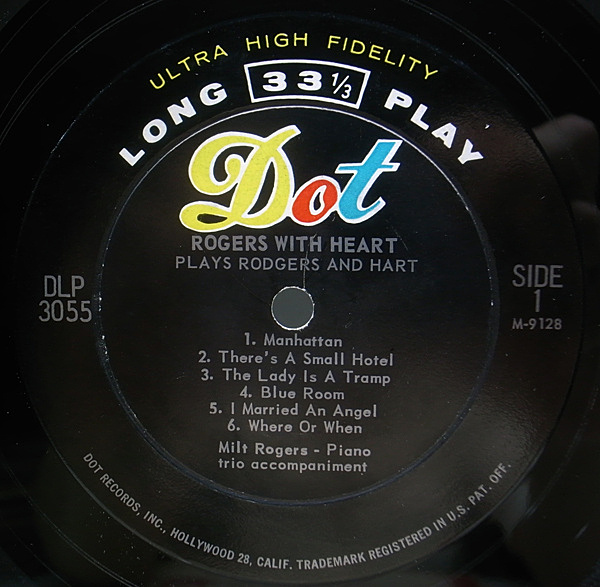 ULTRA HIGH FIDELITY
LONG 33 1/3 PLAY
Dot
ROGERS WITH HEART
PLAYS RODGERS AND HART
DLP
3055
SIDE
1
M-9128
1. Manhattan
2. There's A Small Hotel
3. The Lady Is A Tramp
4. Blue Room
5. I Married An Angel
6. Where Or When
Milt Rogers - Piano
trio accompaniment
DOT RECORDS, INC., HOLLYWOOD 28, CALIF. TRADEMARK REGISTERED IN U.S. PAT. OFF.